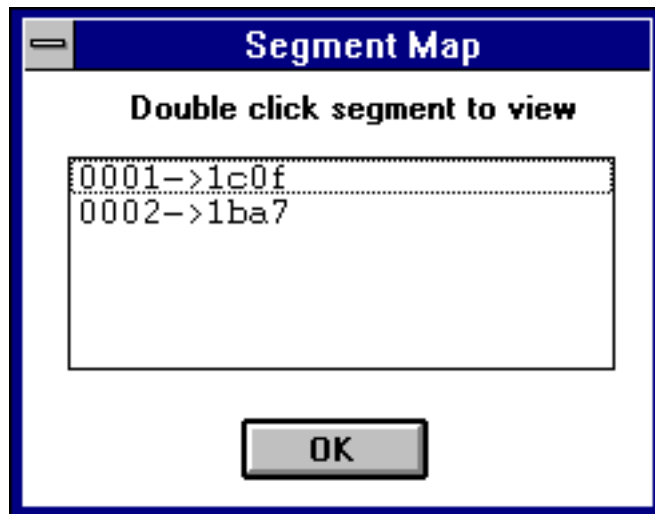 Segment Map
Double click segment to view
0001->1c0f
0002->1ba7
OK